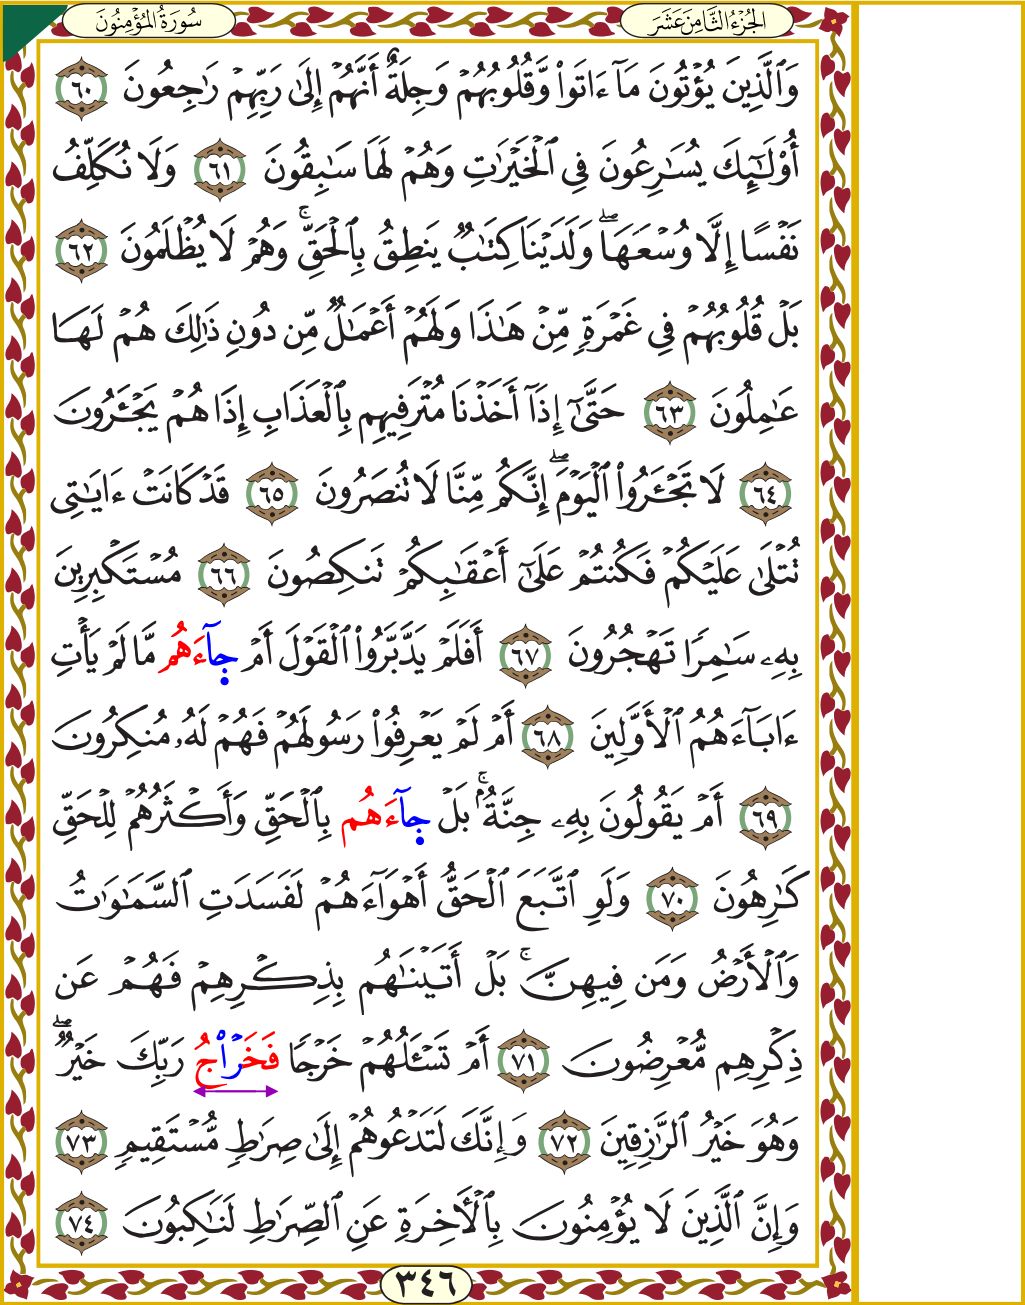 الجُزْءُ الثَّامِنَ عَشَرَ
سُورَةُ المُؤْمِنُونَ
وَٱلَّذِينَ يُؤْتُونَ مَآ ءَاتَوا۟ وَّقُلُوبُهُمْ وَجِلَةٌ أَنَّهُمْ إِلَىٰ رَبِّهِمْ رَٰجِعُونَ ٦٠
أُو۟لَـٰٓئِكَ يُسَـٰرِعُونَ فِي ٱلْخَيْرَٰتِ وَهُمْ لَهَا سَـٰبِقُونَ ٦١ وَلَا نُكَلِّفُ
نَفْسًا إِلَّا وُسْعَهَا ۖ وَلَدَيْنَا كِتَـٰبٌ يَنطِقُ بِٱلْحَقِّ ۚ وَهُمْ لَا يُظْلَمُونَ ٦٢
بَلْ قُلُوبُهُمْ فِي غَمْرَةٍ مِّنْ هَـٰذَا وَلَهُمْ أَعْمَـٰلٌ مِّن دُونِ ذَٰلِكَ هُمْ لَهَا
عَـٰمِلُونَ ٦٣ حَتَّىٰٓ إِذَآ أَخَذْنَا مُتْرَفِيهِم بِٱلْعَذَابِ إِذَا هُمْ يَجْـَٔرُونَ
٦٤ لَا تَجْـَٔرُوا۟ ٱلْيَوْمَ ۖ إِنَّكُم مِّنَّا لَا تُنصَرُونَ ٦٥ قَدْ كَانَتْ ءَايَـٰتِى
تُتْلَىٰ عَلَيْكُمْ فَكُنتُمْ عَلَىٰٓ أَعْقَـٰبِكُمْ تَنكِصُونَ ٦٦ مُسْتَكْبِرِينَ
بِهِۦ سَـٰمِرًا تَهْجُرُونَ ٦٧ أَفَلَمْ يَدَّبَّرُوا۟ ٱلْقَوْلَ أَمْ جَآءَهُم مَّا لَمْ يَأْتِ
ءَابَآءَهُمُ ٱلْأَوَّلِينَ ٦٨ أَمْ لَمْ يَعْرِفُوا۟ رَسُولَهُمْ فَهُمْ لَهُۥ مُنكِرُونَ
٦٩ أَمْ يَقُولُونَ بِهِۦ جِنَّةٌۢ ۚ بَلْ جَآءَهُم بِٱلْحَقِّ وَأَكْثَرُهُمْ لِلْحَقِّ
كَـٰرِهُونَ ٧٠ وَلَوِ ٱتَّبَعَ ٱلْحَقُّ أَهْوَآءَهُمْ لَفَسَدَتِ ٱلسَّمَـٰوَٰتُ
وَٱلْأَرْضُ وَمَن فِيهِنَّ ۚ بَلْ أَتَيْنَـٰهُم بِذِكْرِهِمْ فَهُمْ عَن
ذِكْرِهِم مُّعْرِضُونَ ٧١ أَمْ تَسْـَٔلُهُمْ خَرْجًا فَخَرَاجُ رَبِّكَ خَيْرٌ ۖ
وَهُوَ خَيْرُ ٱلرَّٰزِقِينَ ٧٢ وَإِنَّكَ لَتَدْعُوهُمْ إِلَىٰ صِرَٰطٍ مُّسْتَقِيمٍ ٧٣
وَإِنَّ ٱلَّذِينَ لَا يُؤْمِنُونَ بِٱلْأَخِرَةِ عَنِ ٱلصِّرَٰطِ لَنَـٰكِبُونَ ٧٤
٣٤٦